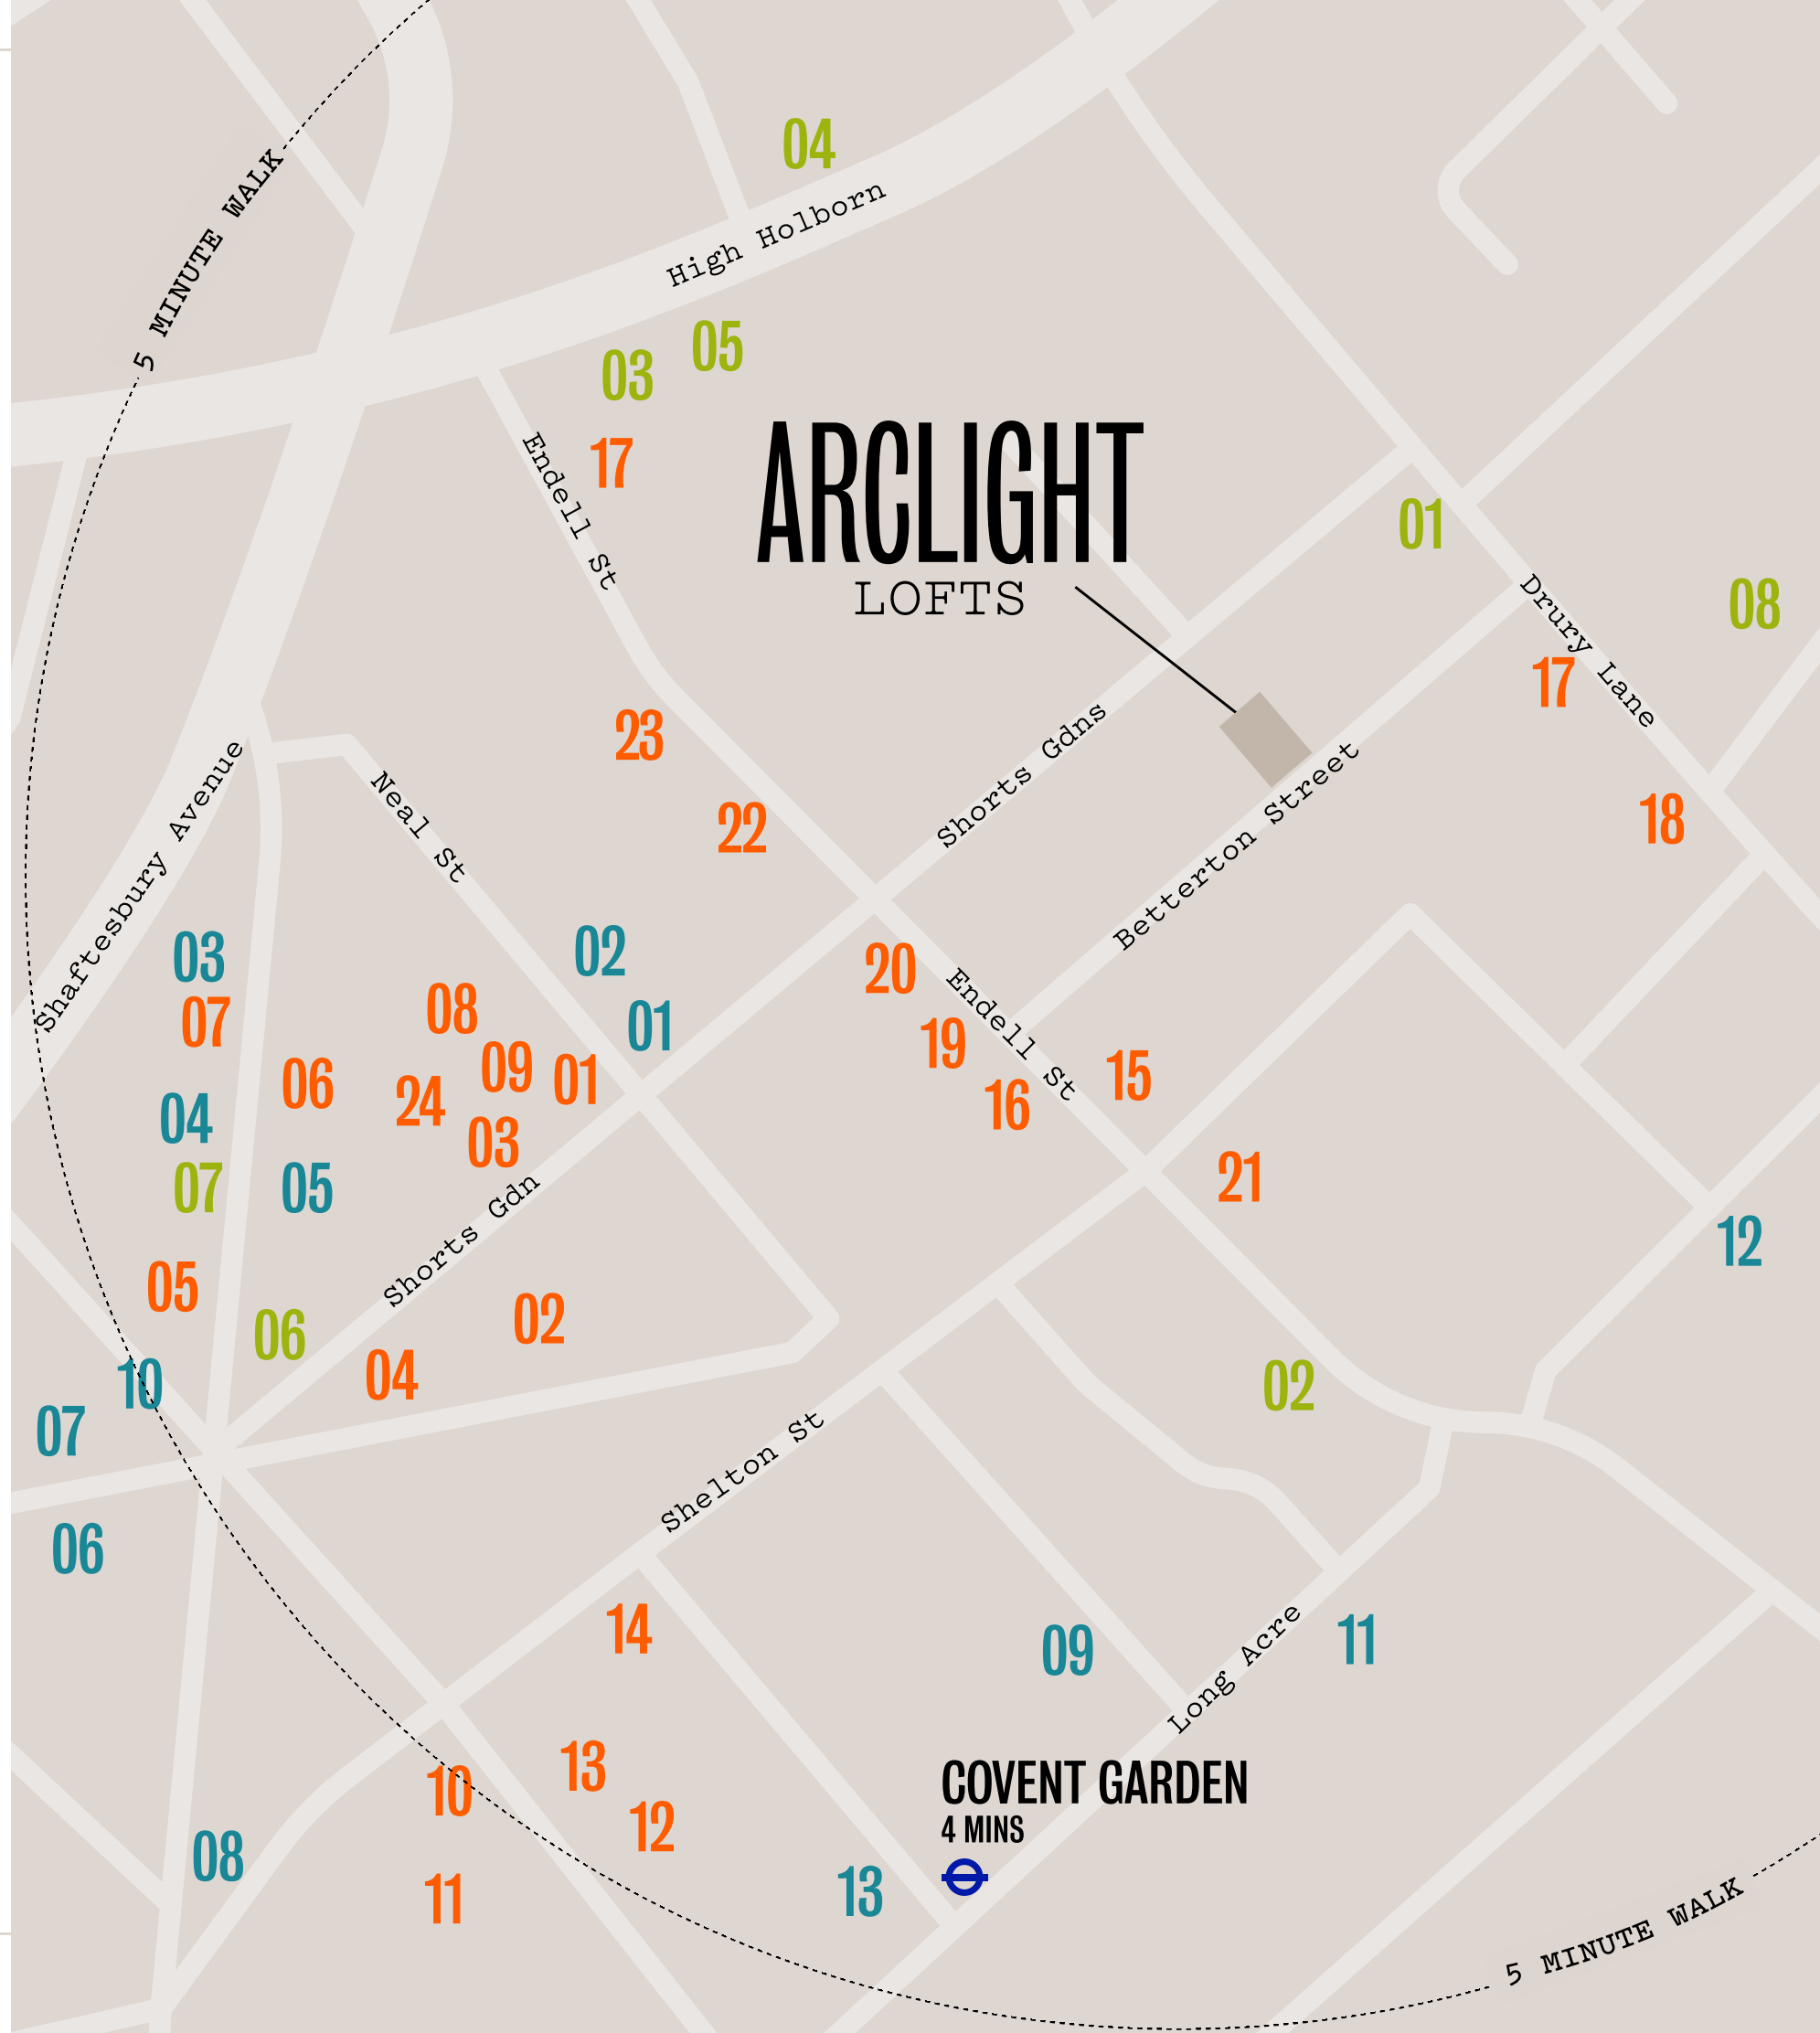 04
5 MINUTE WALK
High Holborn
05
03
17
Endell St
ARCLIGHT
LOFTS
01
08
Drury Lane
17
23
Shorts Gdns
Shaftesbury Avenue
Neal St
22
Betterton Street
18
03
02
20
07
08
01
Endell St
19
06
09
01
15
24
16
04
03
07
05
21
Shorts Gdn
12
05
06
02
04
10
02
07
Shelton St
06
14
09
Long Acre
11
13
10
COVENT GARDEN
12
4 MINS
08
13
11
5 MINUTE WALK